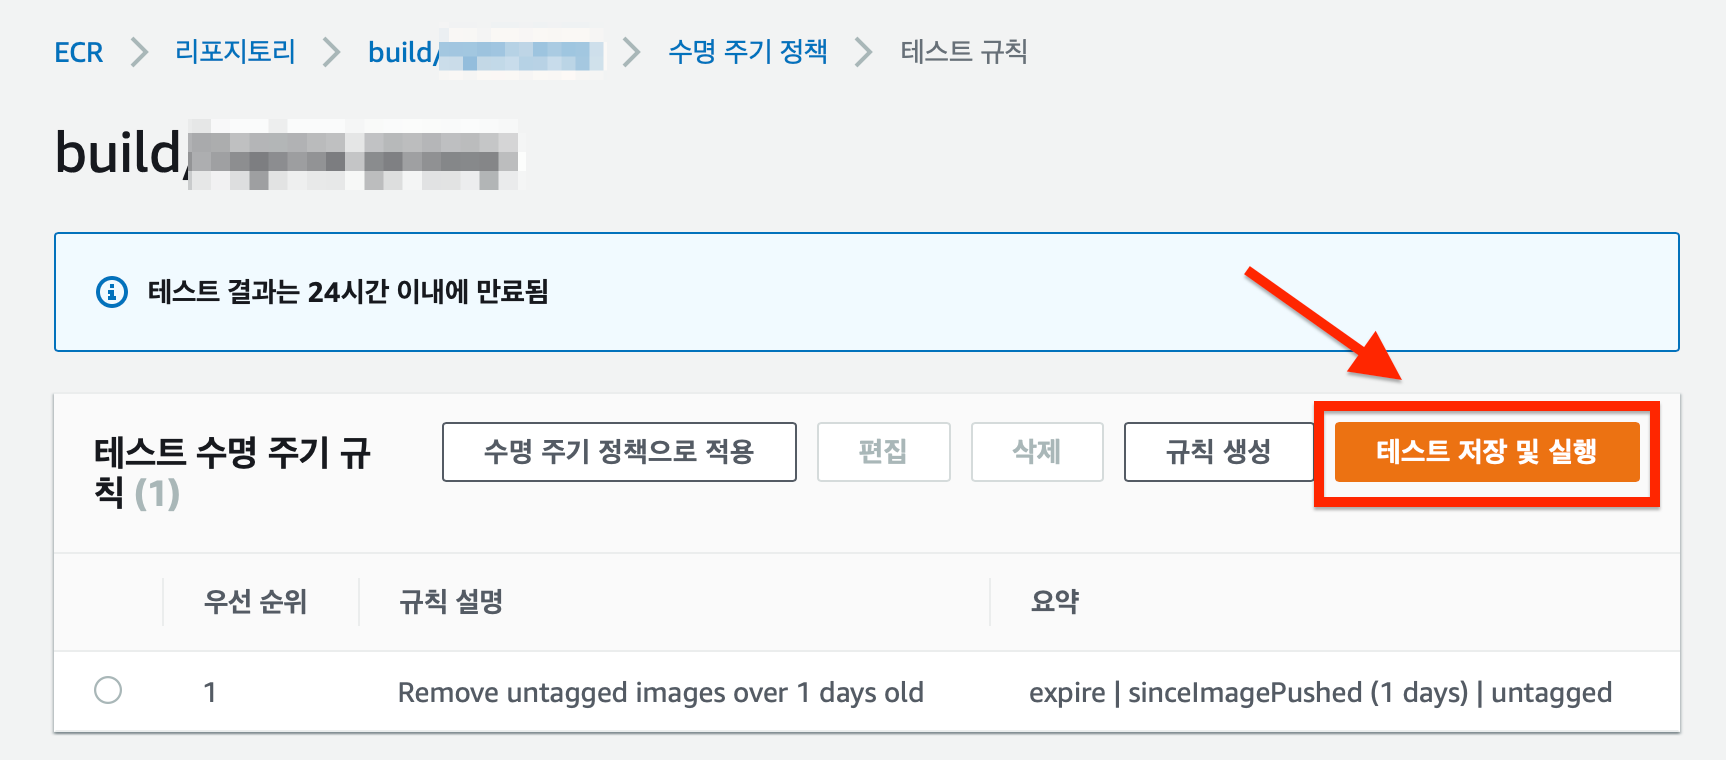 ECR 리포지토리 build/ 수명 주기 정책 테스트 규칙
build/
테스트 결과는 24시간 이내에 만료됨
테스트 수명 주기 규
칙 (1)
수명 주기 정책으로 적용 편집 삭제 규칙 생성 테스트 저장 및 실행
우선 순위 규칙 설명 요약
1 Remove untagged images over 1 days old expire | sinceImagePushed (1 days) | untagged